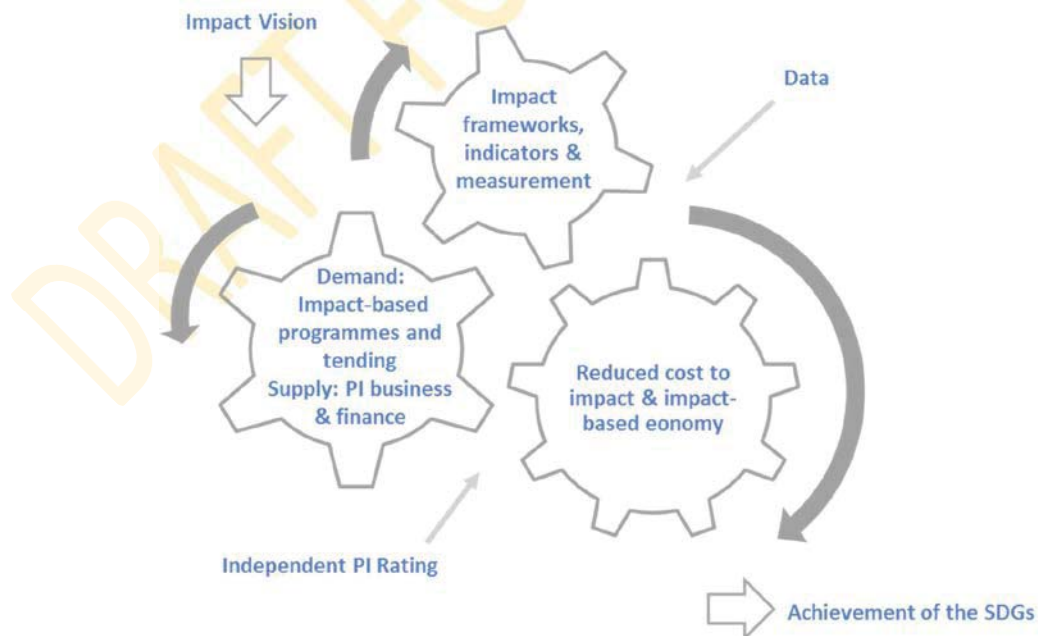 Impact Vision
Impact
frameworks,
indicators &
measurement
Data
Demand:
Impact-based
programmes and
tending
Supply: PI business
& finance
Reduced cost to
impact & impact-
based eonomy
Independent PI Rating
Achievement of the SDGs
DRAFT